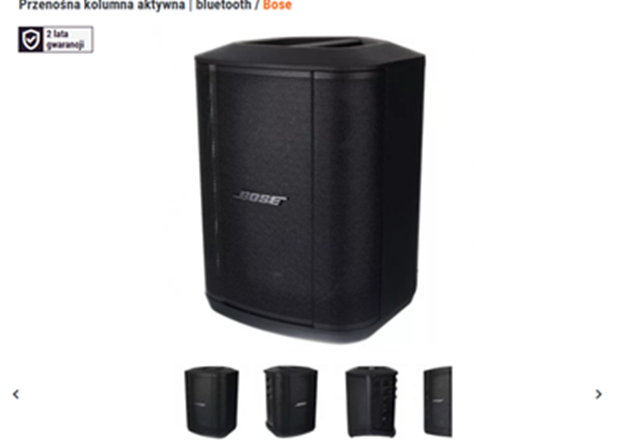 Przenośna kolumna aktywna | bluetooth / Bose
2 lata
gwarancji
BOSE